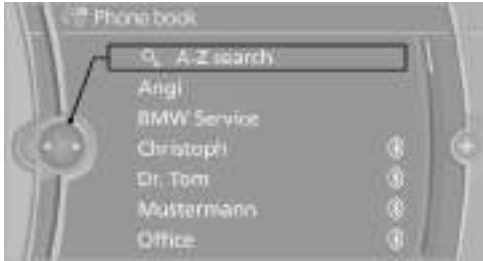 Phone book
A-Z search
Angi
BMW Service
Christoph
Dr. Tom
Mustermann
Office